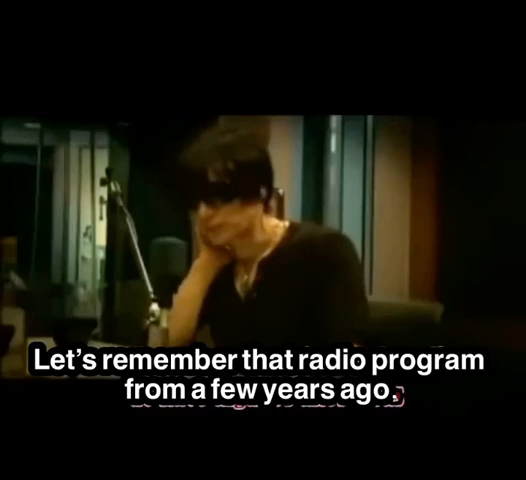 Let's remember that radio program
from a few years ago.